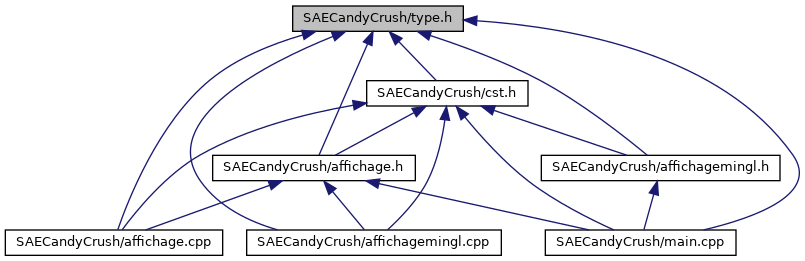 SAECandyCrush/type.h
SAECandyCrush/cst.h
SAECandyCrush/affichage.h
SAECandyCrush/affichagemingl.h
SAECandyCrush/affichage.cpp
SAECandyCrush/affichagemingl.cpp
SAECandyCrush/main.cpp